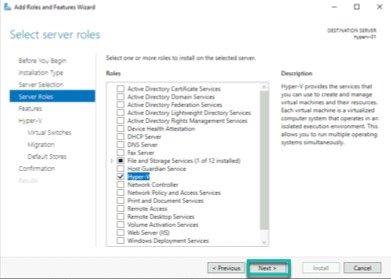 Add Roles and Features Wizard
Select server roles
DESTINATION SERVER
hyperv-01
Before You Begin
Installation Type
Server Selection
Server Roles
Features
Hyper-V
Virtual Switches
Migration
Default Stores
Confirmation
Results
Select one or more roles to install on the selected server.
Roles
Active Directory Certificate Services
Active Directory Domain Services
Active Directory Federation Services
Active Directory Lightweight Directory Services
Active Directory Rights Management Services
Device Health Attestation
DHCP Server
DNS Server
Fax Server
File and Storage Services (1 of 12 installed)
Host Guardian Service
Hyper-V
Network Controller
Network Policy and Access Services
Print and Document Services
Remote Access
Remote Desktop Services
Volume Activation Services
Web Server (IIS)
Windows Deployment Services
Description
Hyper-V provides the services that
you can use to create and manage
virtual machines and their resources.
Each virtual machine is a virtualized
computer system that operates in an
isolated execution environment. This
allows you to run multiple operating
systems simultaneously.
< Previous
Next >
Install
Cancel